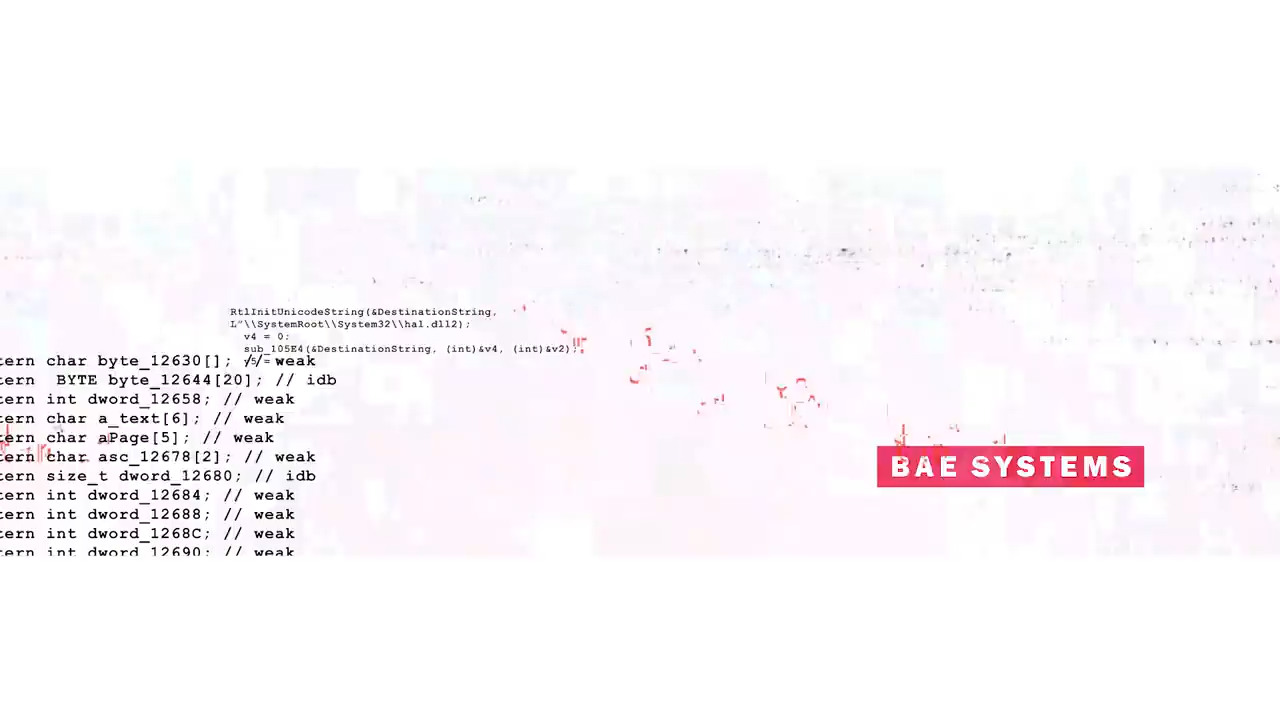 RtlInitUnicodeString(&DestinationString,
L"\\SystemRoot\\System32\\hal.dll2);
v4 = 0:
sub_105E4(&DestinationString, (int)&v4, (int)&v2);
tern char byte_12630[]; // weak
tern BYTE byte_12644[20]; // idb
tern int dword_12658; // weak
tern char a_text[6]; // weak
tern char aPage[5]; // weak
tern char asc_12678[2]; // weak
tern size_t dword_12680; // idb
tern int dword_12684; // weak
tern int dword_12688; // weak
tern int dword_1268C; // weak
tern int dword_12690; // weak
BAE SYSTEMS